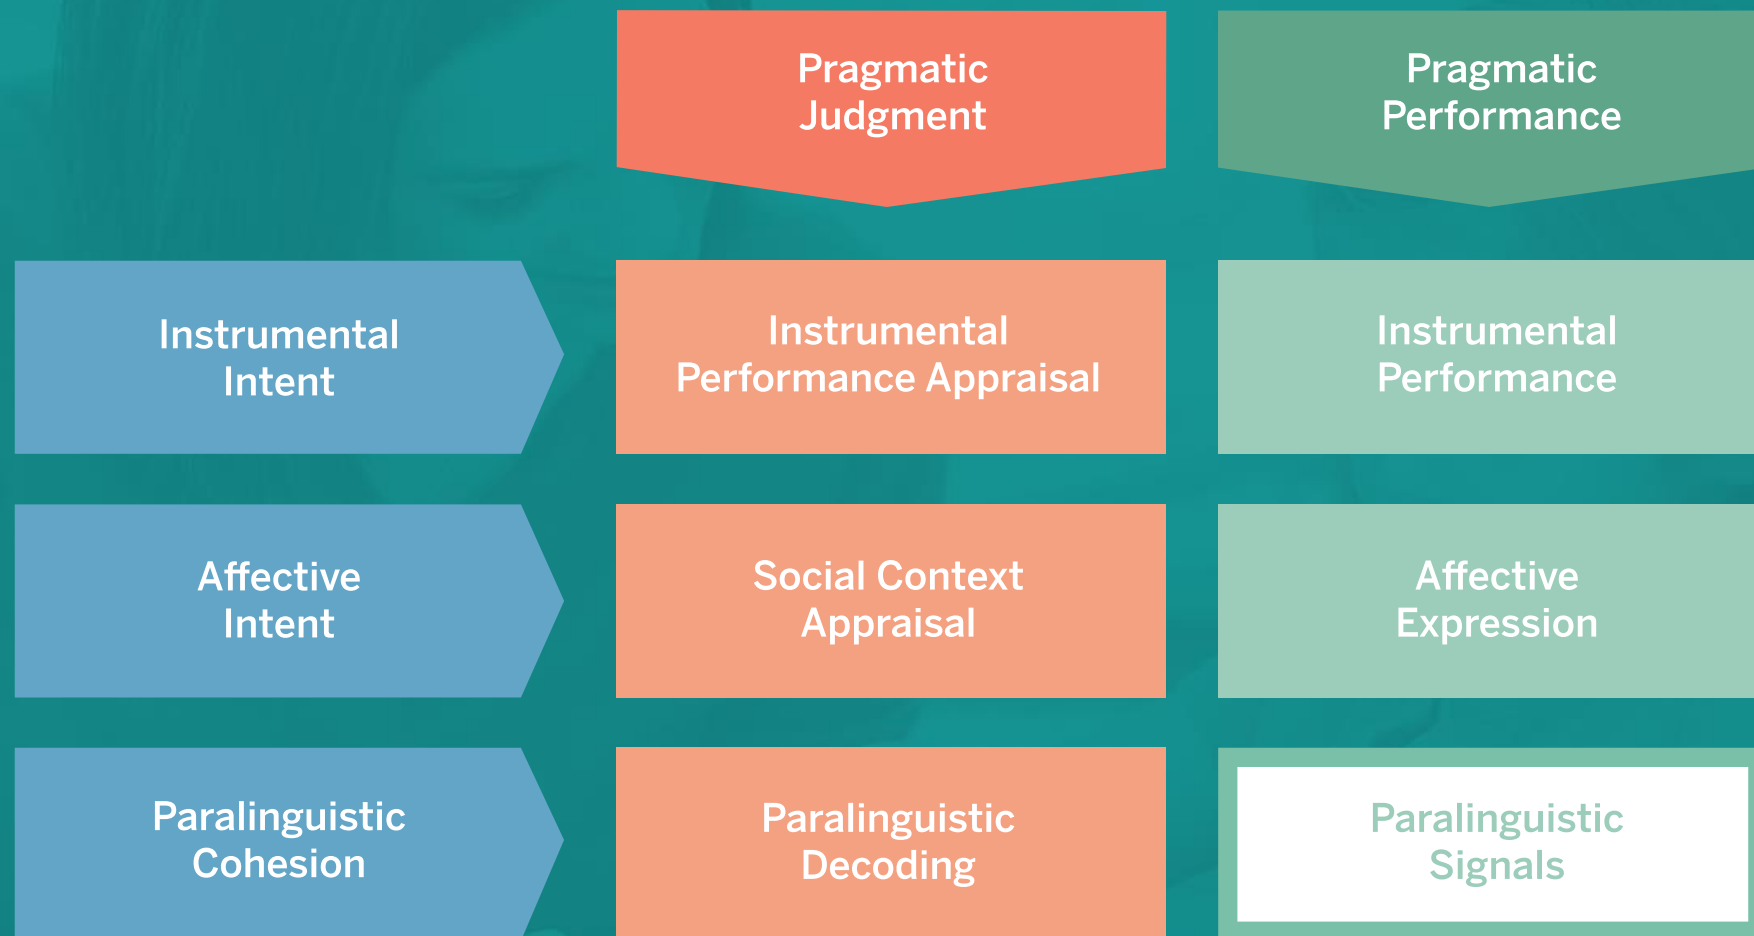 Pragmatic
Judgment
Pragmatic
Performance
Instrumental
Intent
Instrumental
Performance Appraisal
Instrumental
Performance
Affective
Intent
Social Context
Appraisal
Affective
Expression
Paralinguistic
Cohesion
Paralinguistic
Decoding
Paralinguistic
Signals